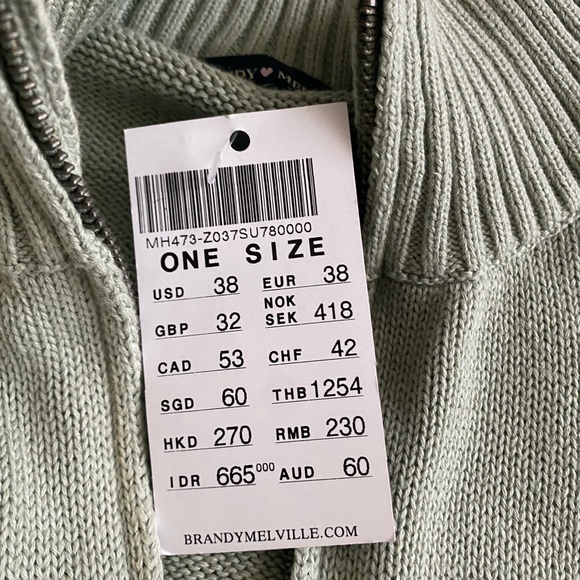 MH473-Z037SU780000
ONE SIZE
USD 38 EUR 38
GBP 32 NOK SEK 418
CAD 53 CHF 42
SGD 60 THB 1254
HKD 270 RMB 230
IDR 665000 AUD 60
BRANDYMELVILLE.COM